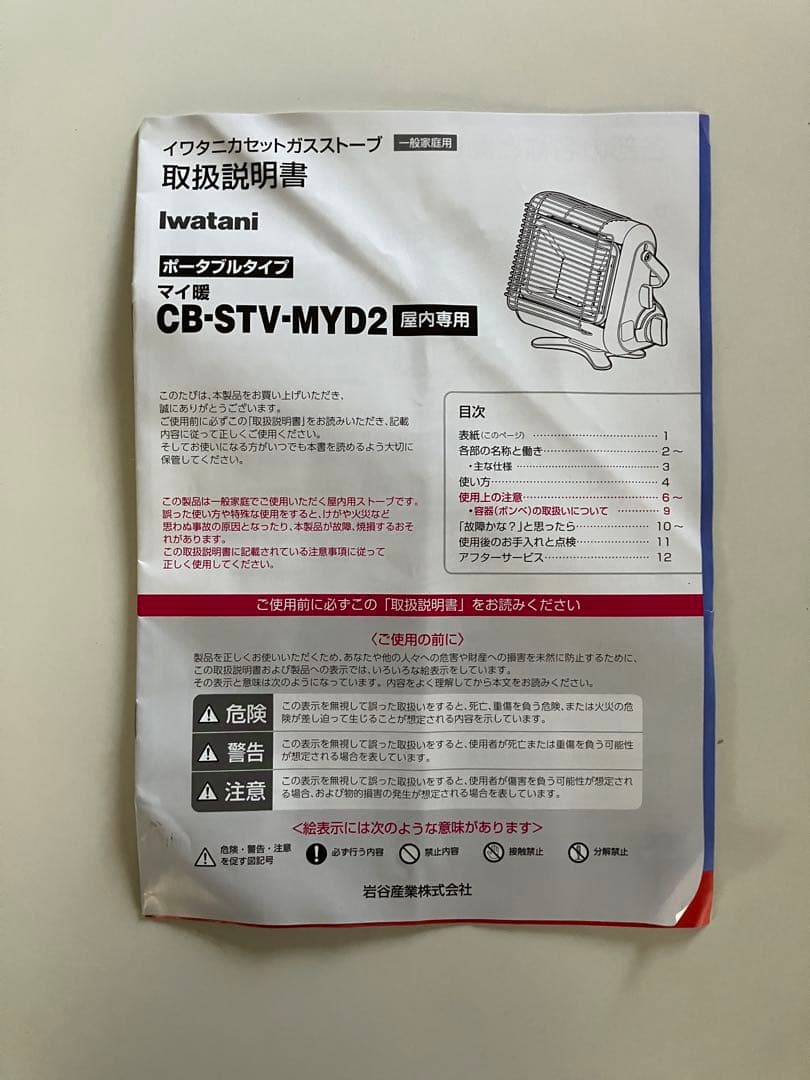 イワタニカセットガスストーブ 一般家庭用
取扱説明書
Iwatani
ポータブルタイプ
マイ暖
CB-STV-MYD2 屋内専用
このたびは、本製品をお買い上げいただき、
誠にありがとうございます。
ご使用前に必ずこの「取扱説明書」をお読みいただき、記載
内容に従って正しくご使用ください。
そしてお使いになる方がいつでも本書を読めるよう大切に
保管してください。
この製品は一般家庭でご使用いただく屋内用ストーブです。
誤った使い方や特殊な使用をすると、けがや火災など
思わぬ事故の原因となったり、本製品が故障、焼損するおそ
れがあります。
この取扱説明書に記載されている注意事項に従って
正しく使用してください。
目次
表紙(このページ) ………… 1
各部の名称と働き………… 2～
・主な仕様 ………… 3
使い方………… 4
使用上の注意………… 6～
・容器(ボンベ)の取扱いについて ………… 9
「故障かな?」と思ったら………… 10～
使用後のお手入れと点検………… 11
アフターサービス………… 12
ご使用前に必ずこの「取扱説明書」をお読みください
〈ご使用の前に〉
製品を正しくお使いいただくため、あなたや他の人々への危害や財産への損害を未然に防止するために、
この取扱説明書および製品への表示では、いろいろな絵表示をしています。
その表示と意味は次のようになっています。内容をよく理解してから本文をお読みください。
危険 この表示を無視して誤った取扱いをすると、死亡、重傷を負う危険、または火災の危
険が差し迫って生じることが想定される内容を示しています。
警告 この表示を無視して誤った取扱いをすると、使用者が死亡または重傷を負う可能性
が想定される場合を表しています。
注意 この表示を無視して誤った取扱いをすると、使用者が傷害を負う可能性が想定され
る場合、および物的損害の発生が想定される場合を表しています。
<絵表示には次のような意味があります>
危険・警告・注意
を促す図記号
必ず行う内容
禁止内容
接触禁止
分解禁止
岩谷産業株式会社